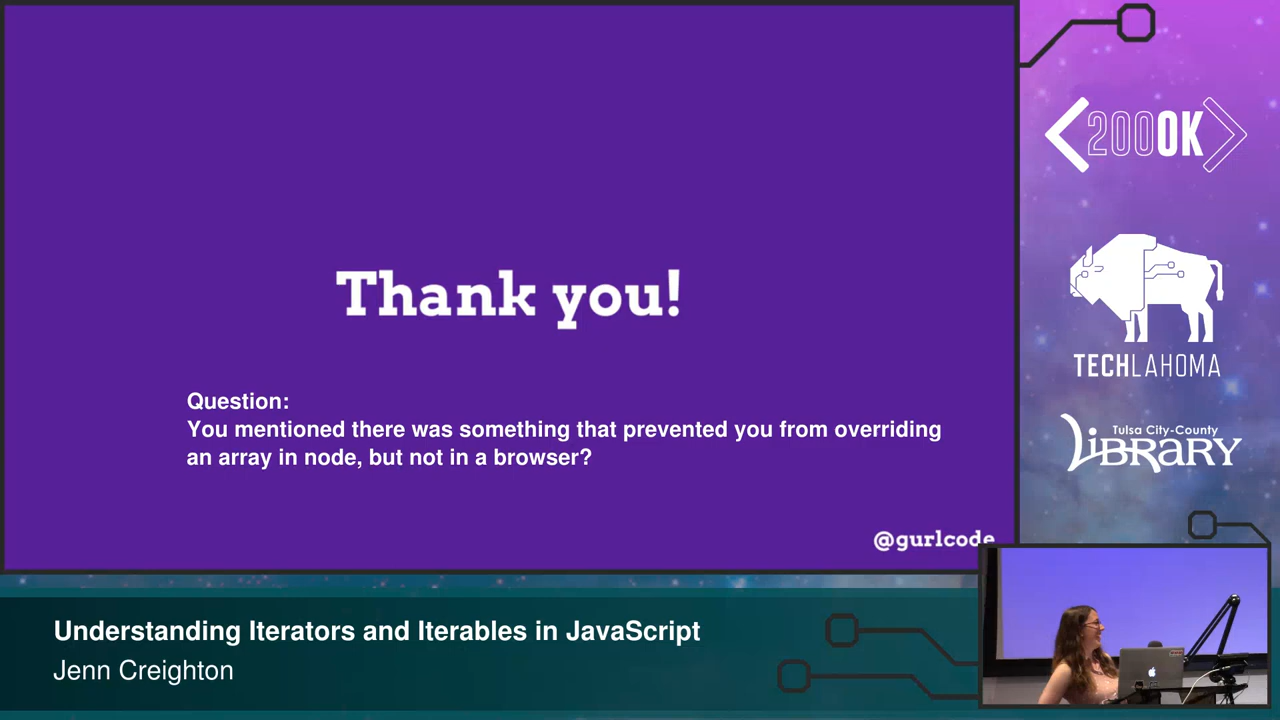 Thank you!
Question:
You mentioned there was something that prevented you from overriding
an array in node, but not in a browser?
@gurlcode
<200OK>
TECHLAHOMA
Tulsa City-County
LiBRARY
Understanding Iterators and Iterables in JavaScript
Jenn Creighton